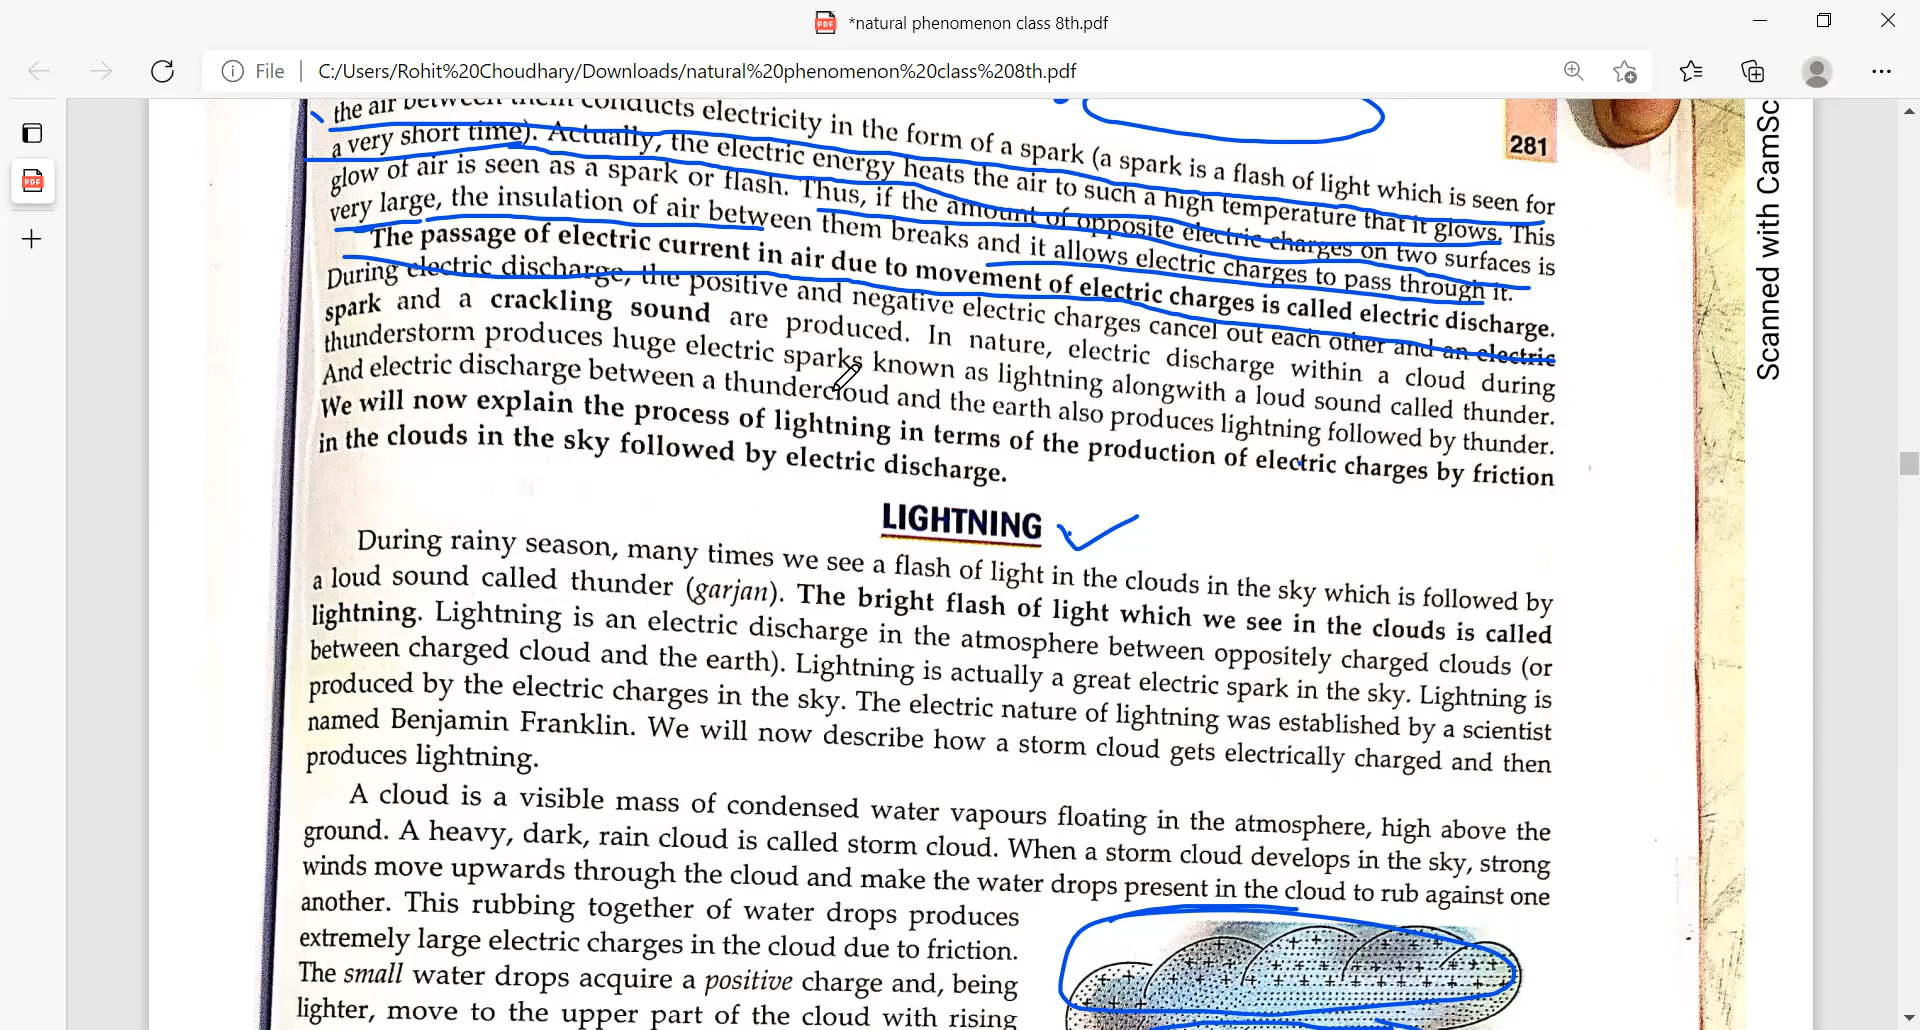 *natural phenomenon class 8th.pdf
File | C:/Users/Rohit%20Choudhary/Downloads/natural%20phenomenon%20class%208th.pdf
281
Scanned with CamSc
the air between them conducts electricity in the form of a spark (a spark is a flash of light which is seen for
a very short time). Actually, the electric energy heats the air to such a high temperature that it glows. This
glow of air is seen as a spark or flash. Thus, if the amount of opposite electric charges on two surfaces is
very large, the insulation of air between them breaks and it allows electric charges to pass through it.
The passage of electric current in air due to movement of electric charges is called electric discharge.
During electric discharge, the positive and negative electric charges cancel out each other and an electric
spark and a crackling sound are produced. In nature, electric discharge within a cloud during
thunderstorm produces huge electric sparks known as lightning alongwith a loud sound called thunder.
And electric discharge between a thundercloud and the earth also produces lightning followed by thunder.
We will now explain the process of lightning in terms of the production of electric charges by friction
in the clouds in the sky followed by electric discharge.
LIGHTNING
During rainy season, many times we see a flash of light in the clouds in the sky which is followed by
a loud sound called thunder (garjan). The bright flash of light which we see in the clouds is called
lightning. Lightning is an electric discharge in the atmosphere between oppositely charged clouds (or
between charged cloud and the earth). Lightning is actually a great electric spark in the sky. Lightning is
produced by the electric charges in the sky. The electric nature of lightning was established by a scientist
named Benjamin Franklin. We will now describe how a storm cloud gets electrically charged and then
produces lightning.
A cloud is a visible mass of condensed water vapours floating in the atmosphere, high above the
ground. A heavy, dark, rain cloud is called storm cloud. When a storm cloud develops in the sky, strong
winds move upwards through the cloud and make the water drops present in the cloud to rub against one
another. This rubbing together of water drops produces
extremely large electric charges in the cloud due to friction.
The small water drops acquire a positive charge and, being
lighter, move to the upper part of the cloud with rising